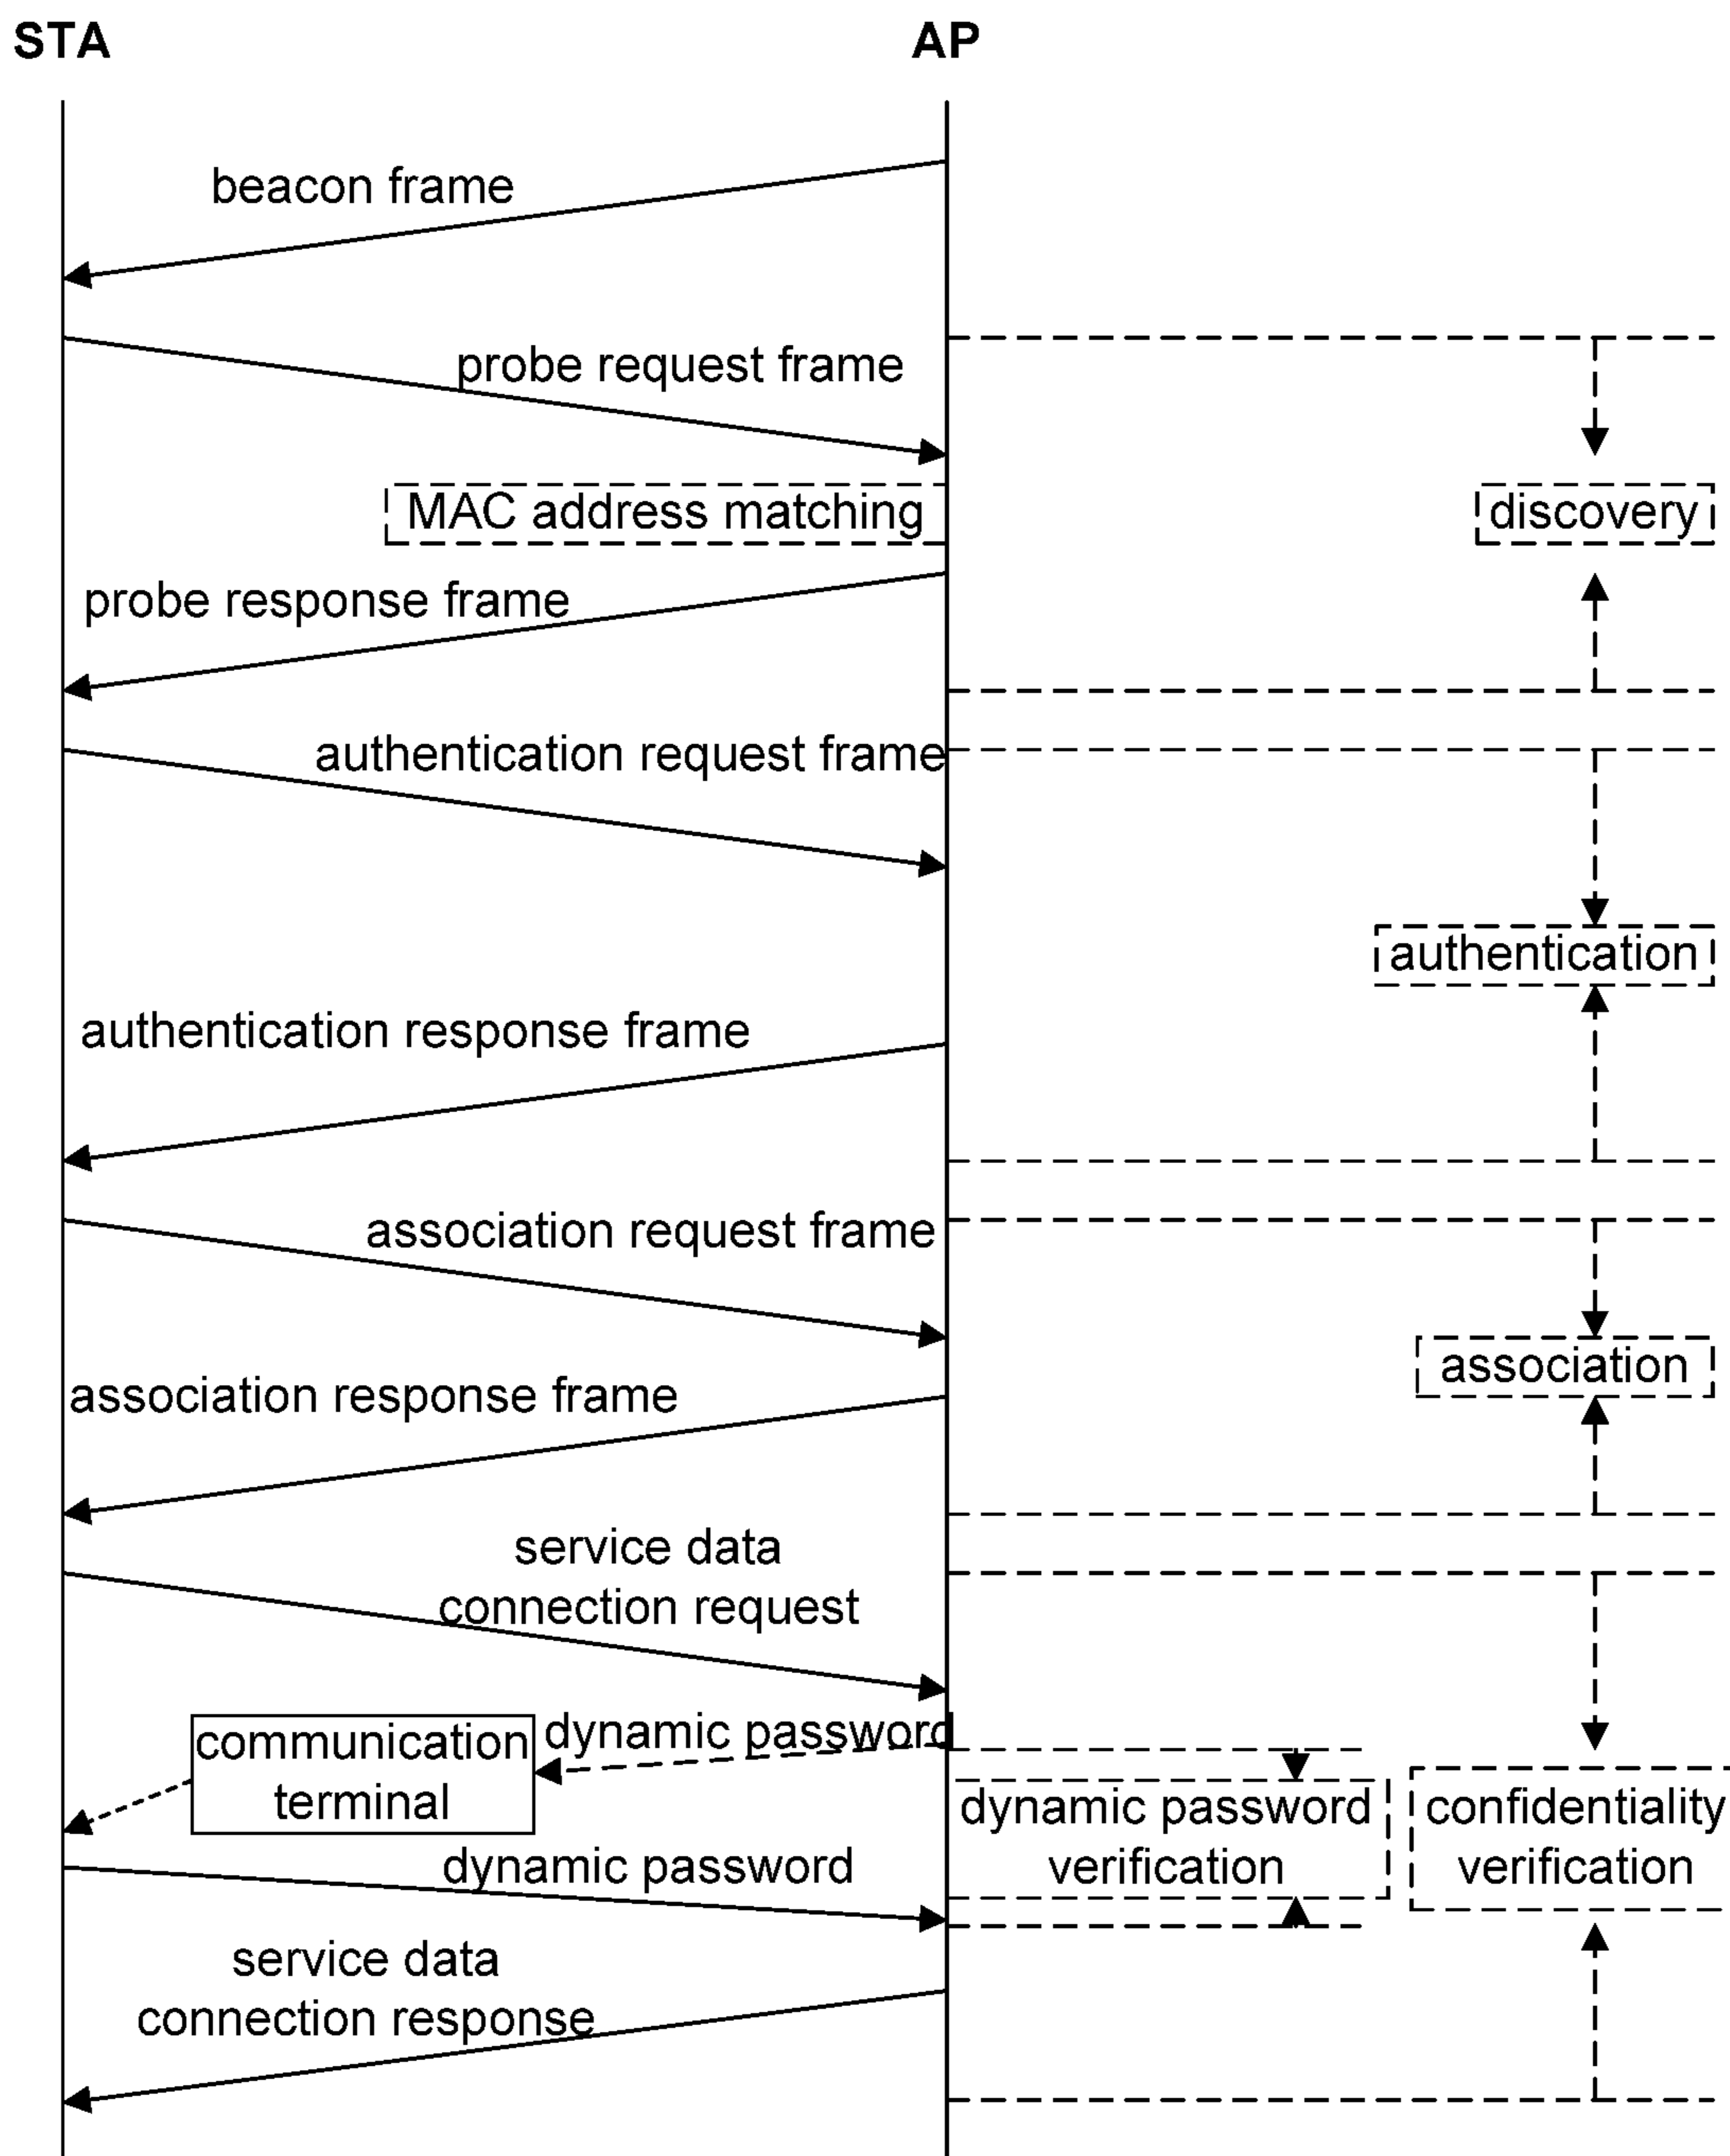 STA
AP
beacon frame
probe request frame
MAC address matching
discovery
probe response frame
authentication request frame
authentication
authentication response frame
association request frame
association
association response frame
service data
connection request
dynamic password
communication
terminal
dynamic password
verification
confidentiality
verification
dynamic password
service data
connection response